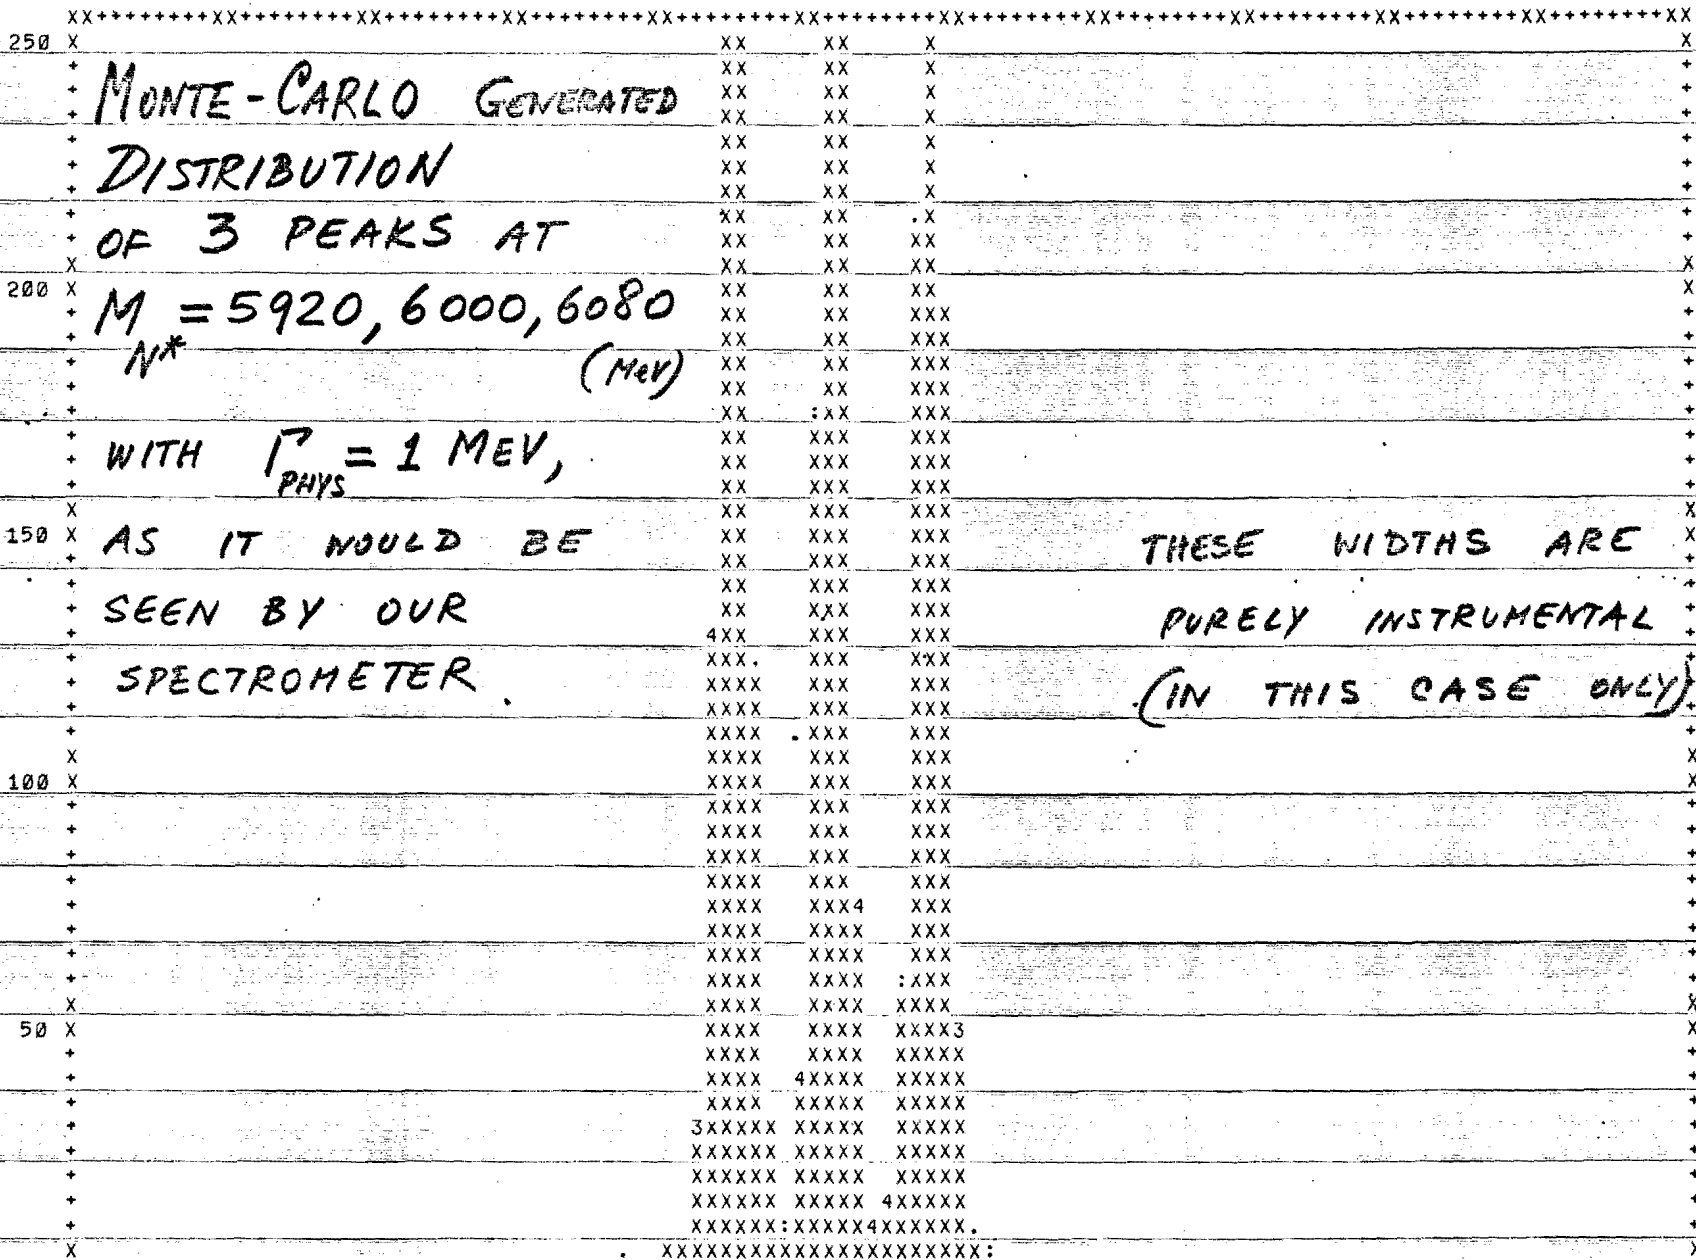 250
MONTE-CARLO GENERATED
DISTRIBUTION
OF 3 PEAKS AT
200
M N* = 5920, 6000, 6080
(MeV)
WITH Γ PHYS = 1 MEV,
150
AS IT WOULD BE
SEEN BY OUR
SPECTROMETER
THESE WIDTHS ARE
PURELY INSTRUMENTAL
(IN THIS CASE ONLY)
100
50